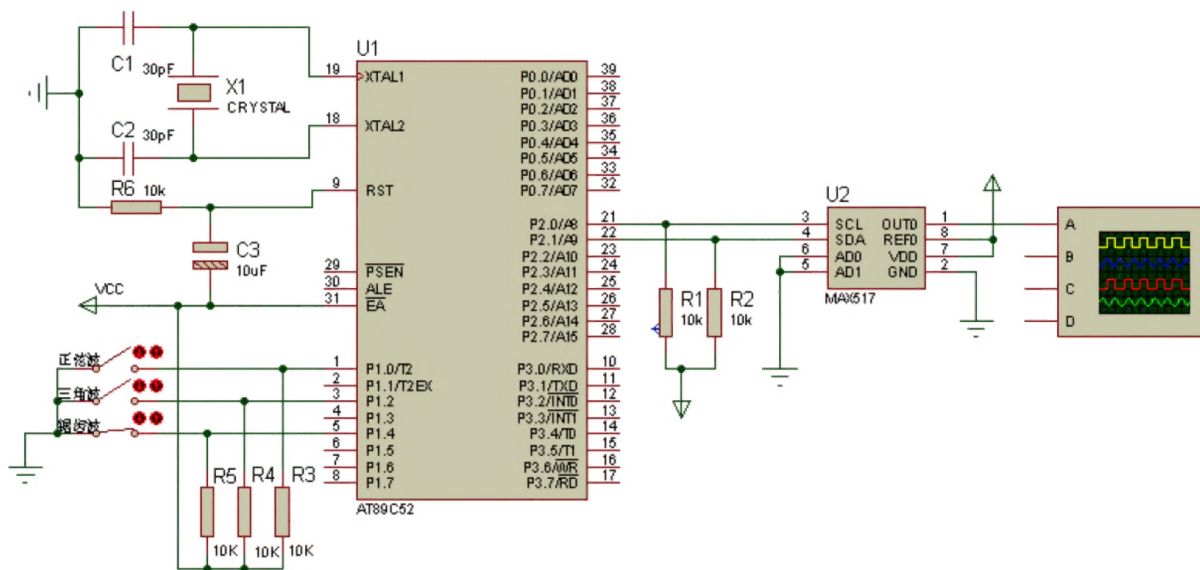 C1
30pF
X1
CRYSTAL
C2
30pF
R6
10k
C3
10uF
VCC
正弦波
三角波
锯齿波
R5
R4
R3
10K
10K
10K
U1
19
XTAL1
18
XTAL2
9
RST
29
PSEN
30
ALE
31
EA
1
P1.0/T2
2
P1.1/T2EX
3
P1.2
4
P1.3
5
P1.4
6
P1.5
7
P1.6
8
P1.7
P0.0/AD0
39
P0.1/AD1
38
P0.2/AD2
37
P0.3/AD3
36
P0.4/AD4
35
P0.5/AD5
34
P0.6/AD6
33
P0.7/AD7
32
P2.0/A8
21
P2.1/A9
22
P2.2/A10
23
P2.3/A11
24
P2.4/A12
25
P2.5/A13
26
P2.6/A14
27
P2.7/A15
28
P3.0/RXD
10
P3.1/TXD
11
P3.2/INT0
12
P3.3/INT1
13
P3.4/T0
14
P3.5/T1
15
P3.6/WR
16
P3.7/RD
17
AT89C52
R1
10k
R2
10k
U2
3
SCL
4
SDA
6
AD0
5
AD1
OUT0
1
REF0
8
VDD
7
GND
2
MAX517
A
B
C
D